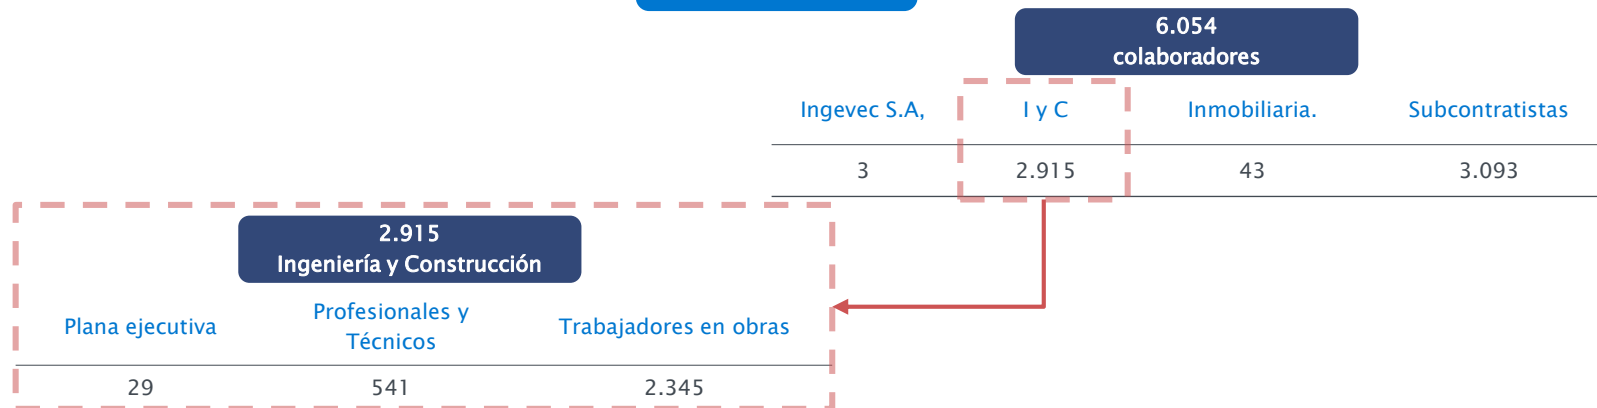 6.054
colaboradores
Ingevec S.A, I y C Inmobiliaria. Subcontratistas
3 2.915 43 3.093
2.915
Ingeniería y Construcción
Plana ejecutiva Profesionales y Técnicos Trabajadores en obras
29 541 2.345